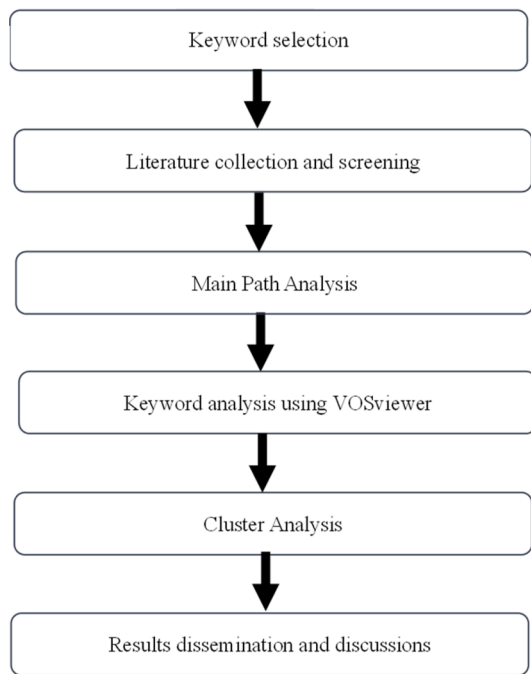 Keyword selection
Literature collection and screening
Main Path Analysis
Keyword analysis using VOSviewer
Cluster Analysis
Results dissemination and discussions